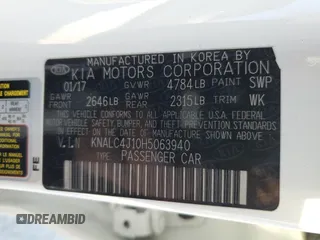 MANUFACTURED IN KOREA BY
KIA KIA MOTORS CORPORATION
01/17 GVWR 4784LB PAINT SWP
GAWR FRONT 2646LB GAWR REAR 2315LB TRIM WK
THIS VEHICLE CONFORMS TO ALL APPLICABLE U.S.A. FEDERAL MOTOR
VEHICLE SAFETY, BUMPER, AND THEFT PREVENTION STANDARDS IN
EFFECT ON THE DATE OF MANUFACTURE SHOWN ABOVE.
V.I.N KNALC4J10H5063940
TYPE: PASSENGER CAR
FE
DREAMBID